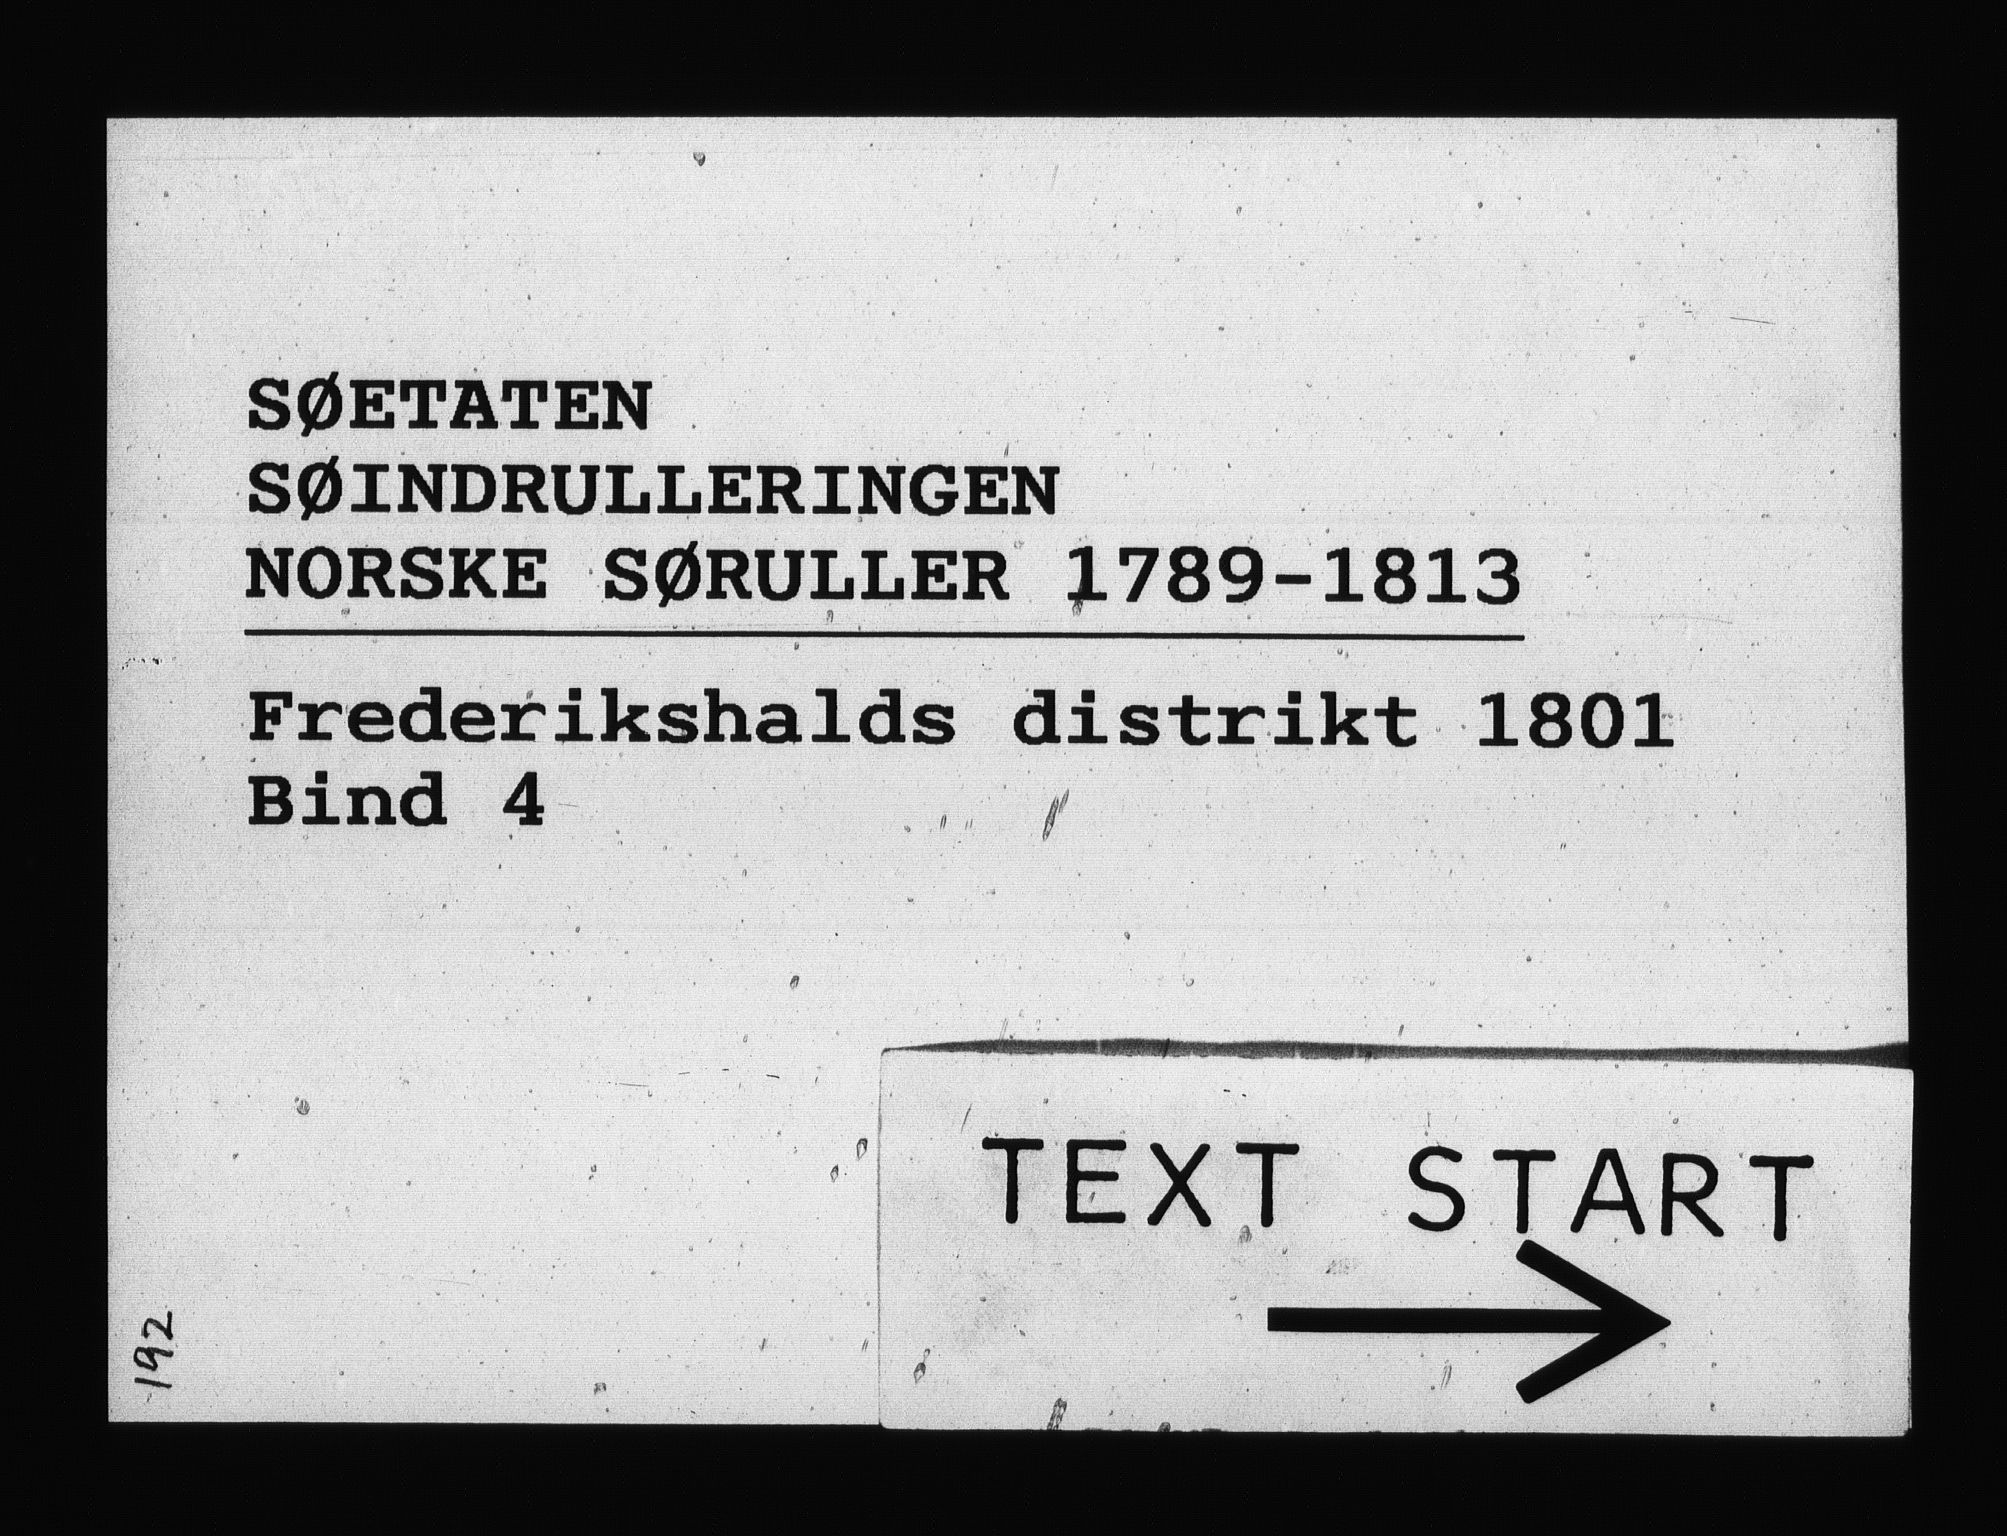 SØETATEN
SØINDRULLERINGEN
NORSKE SØRULLER 1789-1813
Frederikshalds distrikt 1801
Bind 4
TEXT START
192